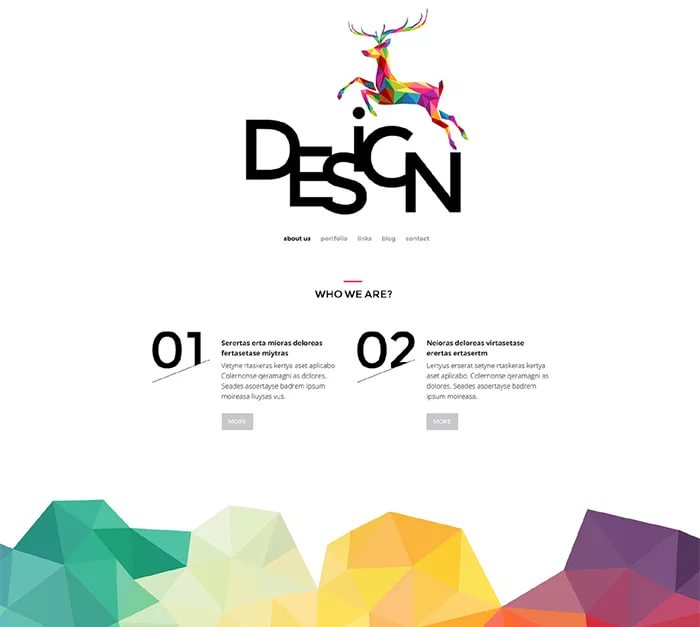 DESiGN
about us portfolio links blog contact
WHO WE ARE?
01
Serertas erta mioras deloreas
fertasetase miytras
Vetyne rtaskeras kertya aset aplicabo
Colernonse qeramagni as dolores.
Seades asoertayse badrem ipsum
moireasa liuysas vus.
MORE
02
Neioras deloreas virtasetase
erertas ertasertm
Lertyus erserat setyne rtaskeras kertya
aset aplicabo. Colernonse qeramagni as
dolores. Seades asoertayse badrem ipsum
moireasa.
MORE